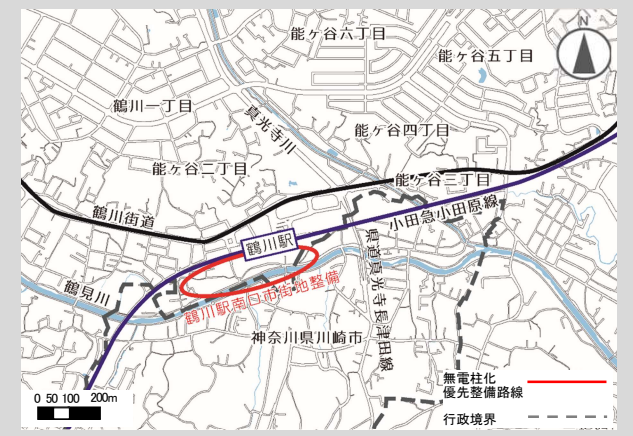 能ヶ谷六丁目
N
能ヶ谷五丁目
鶴川一丁目
真光寺川
能ヶ谷四丁目
能ヶ谷二丁目
能ヶ谷三丁目
鶴川街道
小田急小田原線
鶴川駅
県道真光寺長津田線
鶴見川
鶴川駅南口市街地整備
神奈川県川崎市
0 50 100 200m
無電柱化
優先整備路線
行政境界